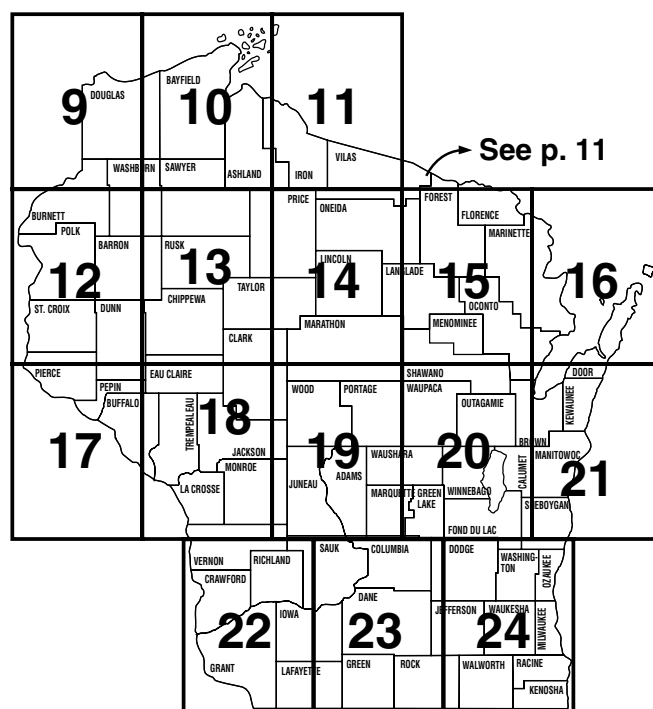 9
10
11
DOUGLAS
BAYFIELD
WASHBURN
SAWYER
ASHLAND
IRON
VILAS
See p. 11
12
13
14
15
16
BURNETT
POLK
BARRON
RUSK
PRICE
ONEIDA
FOREST
FLORENCE
MARINETTE
LINCOLN
LANGLADE
TAYLOR
CHIPPEWA
ST. CROIX
DUNN
OCONTO
MENOMINEE
MARATHON
CLARK
17
18
19
20
21
PIERCE
PEPIN
BUFFALO
EAU CLAIRE
TREMPEALEAU
JACKSON
MONROE
LA CROSSE
WOOD
PORTAGE
SHAWANO
WAUPACA
OUTAGAMIE
DOOR
KEWAUNEE
BROWN
MANITOWOC
CALUMET
SHEBOYGAN
WAUSHARA
ADAMS
JUNEAU
MARQUETTE
GREEN
LAKE
WINNEBAGO
FOND DU LAC
22
23
24
VERNON
CRAWFORD
RICHLAND
SAUK
COLUMBIA
DODGE
WASHING-
TON
OZAUKEE
IOWA
DANE
JEFFERSON
WAUKESHA
MILWAUKEE
GRANT
LAFAYETTE
GREEN
ROCK
WALWORTH
RACINE
KENOSHA